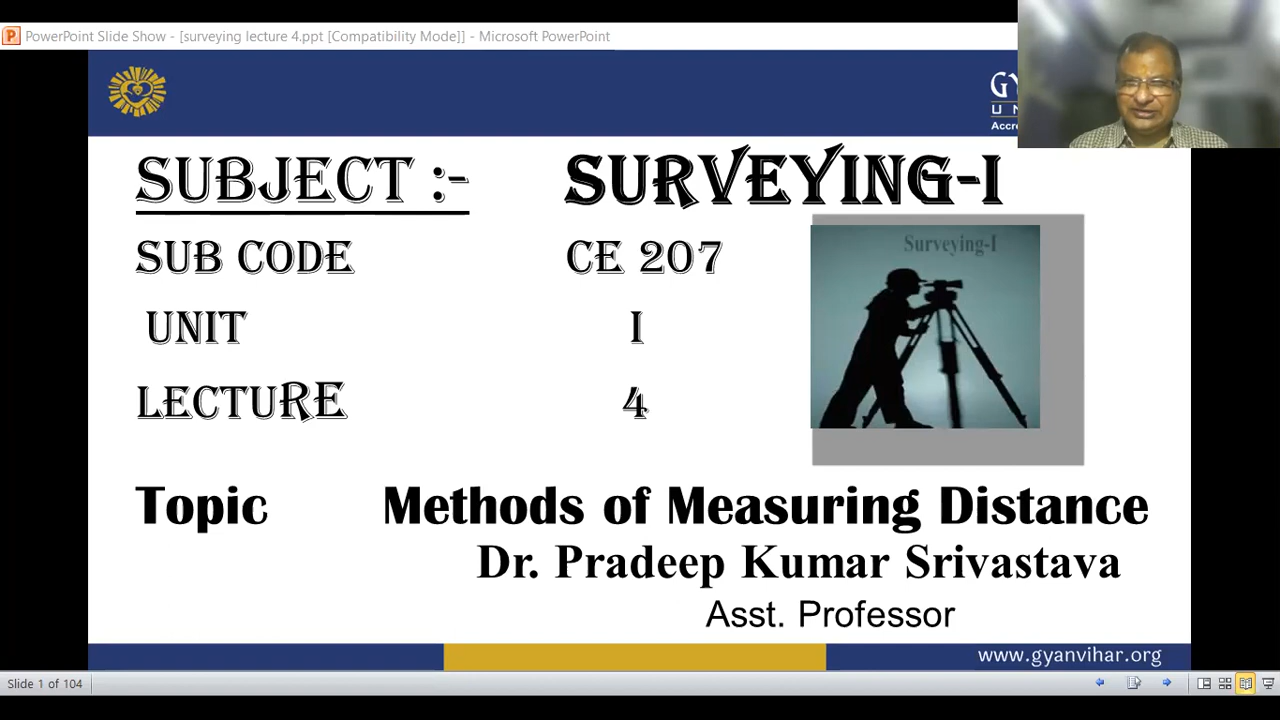 PowerPoint Slide Show - [surveying lecture 4.ppt [Compatibility Mode]] - Microsoft PowerPoint
SUBJECT :- SURVEYING-I
SUB CODE CE 207
Surveying-I
UNIT I
LECTURE 4
Topic Methods of Measuring Distance
Dr. Pradeep Kumar Srivastava
Asst. Professor
www.gyanvihar.org
Slide 1 of 104